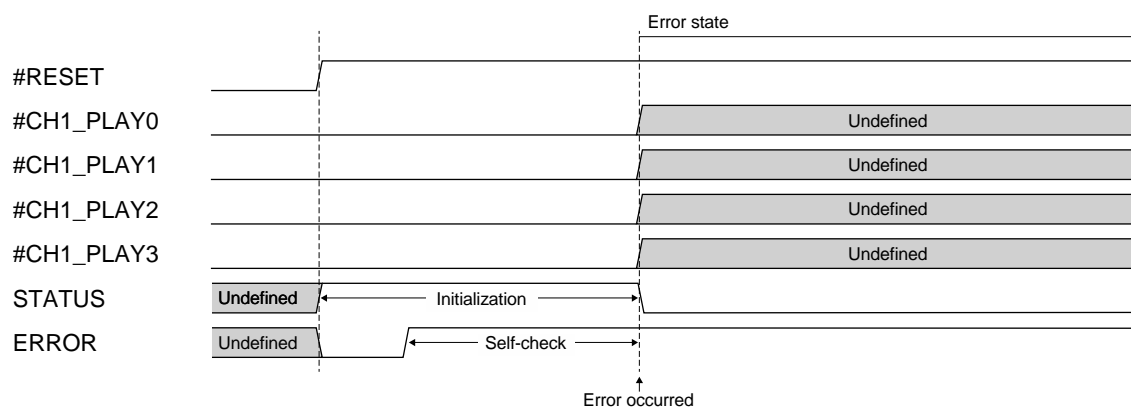 Error state
#RESET
#CH1_PLAY0 Undefined
#CH1_PLAY1 Undefined
#CH1_PLAY2 Undefined
#CH1_PLAY3 Undefined
STATUS Undefined Initialization
ERROR Undefined Self-check
Error occurred